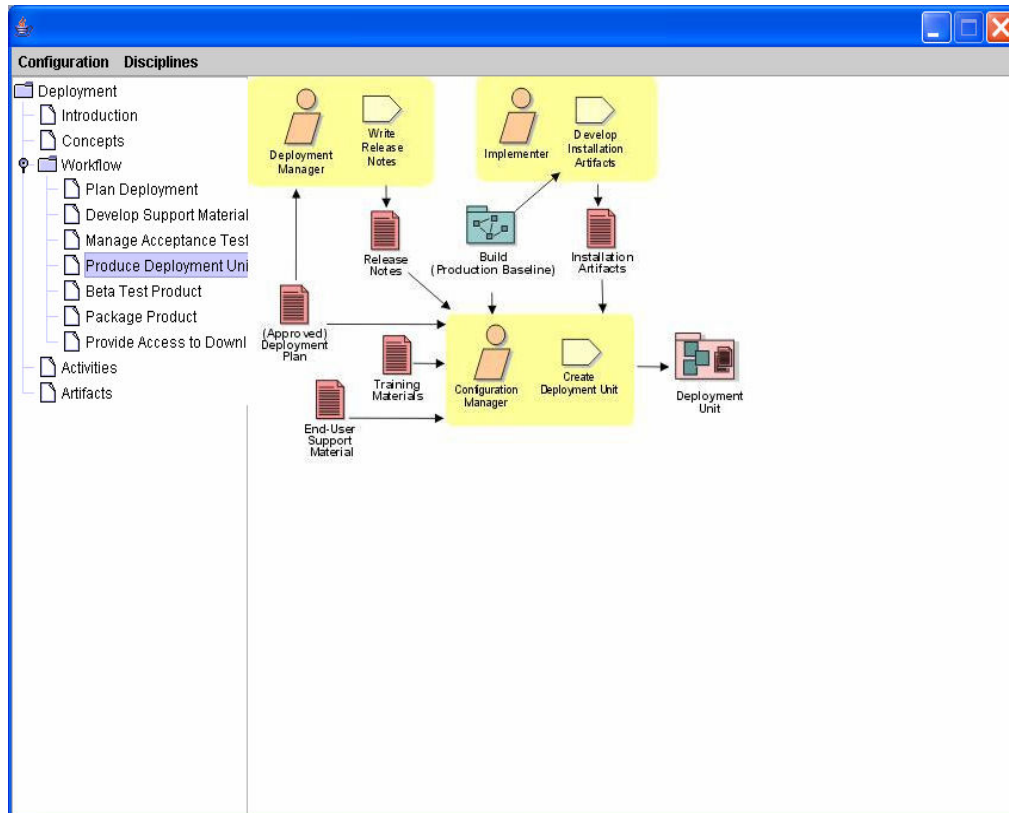 Configuration Disciplines
Deployment
Introduction
Concepts
Workflow
Plan Deployment
Develop Support Material
Manage Acceptance Test
Produce Deployment Uni
Beta Test Product
Package Product
Provide Access to Downl
Activities
Artifacts
Deployment
Manager
Write
Release
Notes
Implementer
Develop
Installation
Artifacts
Release
Notes
Build
(Production Baseline)
Installation
Artifacts
(Approved)
Deployment
Plan
Training
Materials
End-User
Support
Material
Configuration
Manager
Create
Deployment Unit
Deployment
Unit